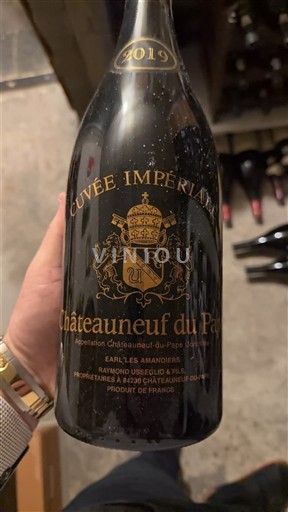 2019
CUVÉE IMPÉRIALE
VINIOU
Châteauneuf du Pape
Appellation Châteauneuf-du-Pape Contrôlée
EARL LES AMANDIERS
RAYMOND USSEGLIO & FILS
PROPRIÉTAIRES À 84230 CHÂTEAUNEUF-DU-PAPE
PRODUIT DE FRANCE